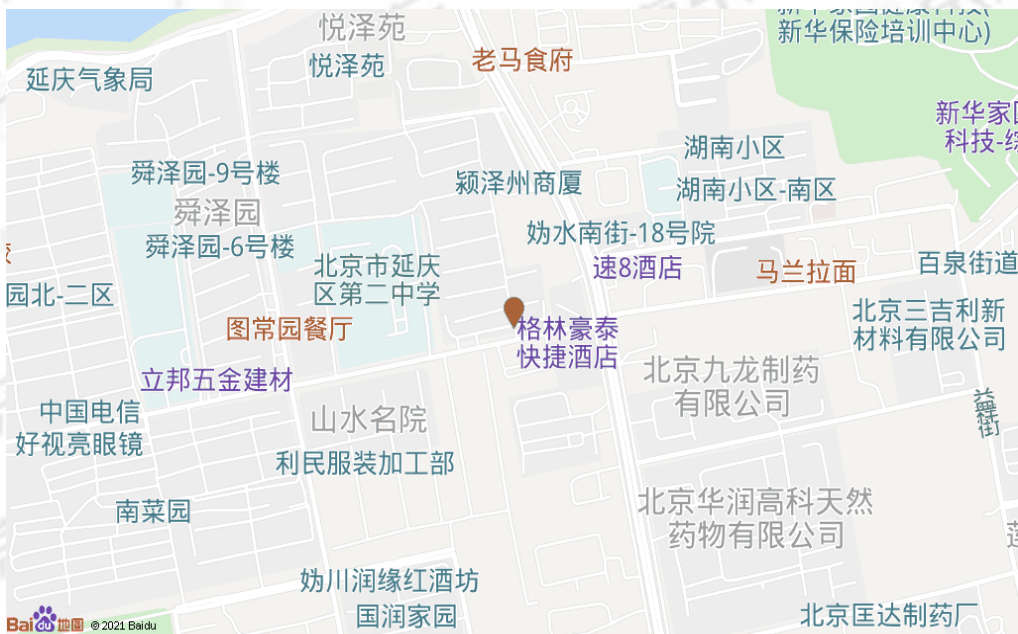 悦泽苑
新华保险培训中心)
延庆气象局
悦泽苑
老马食府
新华家园
科技-综
湖南小区
舜泽园-9号楼
颖泽州商厦
湖南小区-南区
舜泽园
妫水南街-18号院
舜泽园-6号楼
北京市延庆
区第二中学
速8酒店
马兰拉面
百泉街道
园北-二区
北京三吉利新
材料有限公司
图常园餐厅
格林豪泰
快捷酒店
立邦五金建材
北京九龙制药
有限公司
益祥街
中国电信
好视亮眼镜
山水名院
利民服装加工部
南菜园
北京华润高科天然
药物有限公司
妫川润缘红酒坊
国润家园
北京匡达制药厂
Bai du 地图 © 2021 Baidu